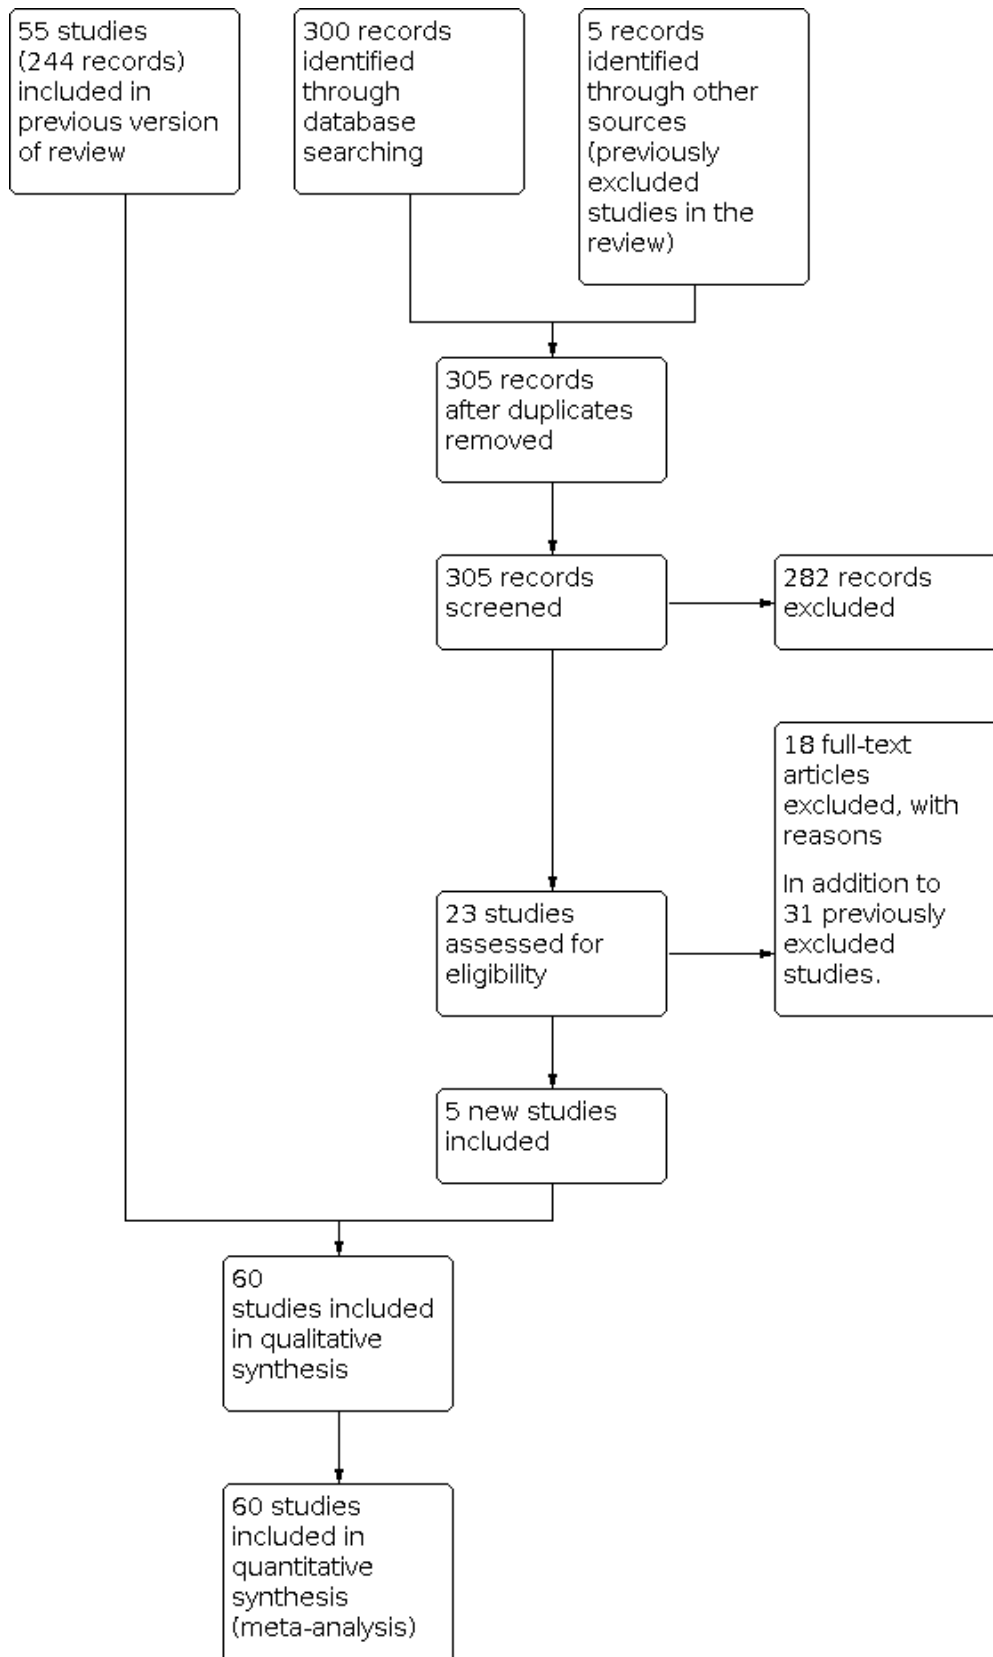 55 studies
(244 records)
included in
previous version
of review
300 records
identified
through
database
searching
5 records
identified
through other
sources
(previously
excluded
studies in the
review)
305 records
after duplicates
removed
305 records
screened
282 records
excluded
18 full-text
articles
excluded, with
reasons
In addition to
31 previously
excluded
studies.
23 studies
assessed for
eligibility
5 new studies
included
60
studies included
in qualitative
synthesis
60 studies
included in
quantitative
synthesis
(meta-analysis)